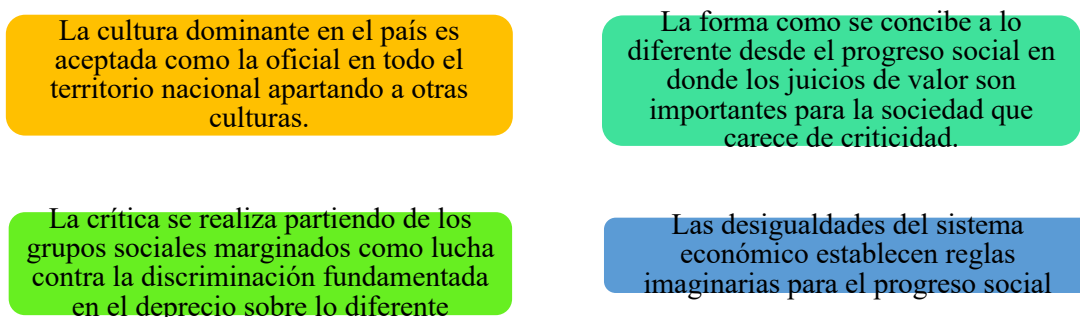 La cultura dominante en el país es
aceptada como la oficial en todo el
territorio nacional apartando a otras
culturas.
La forma como se concibe a lo
diferente desde el progreso social en
donde los juicios de valor son
importantes para la sociedad que
carece de criticidad.
La crítica se realiza partiendo de los
grupos sociales marginados como lucha
contra la discriminación fundamentada
en el deprecio sobre lo diferente
Las desigualdades del sistema
económico establecen reglas
imaginarias para el progreso social